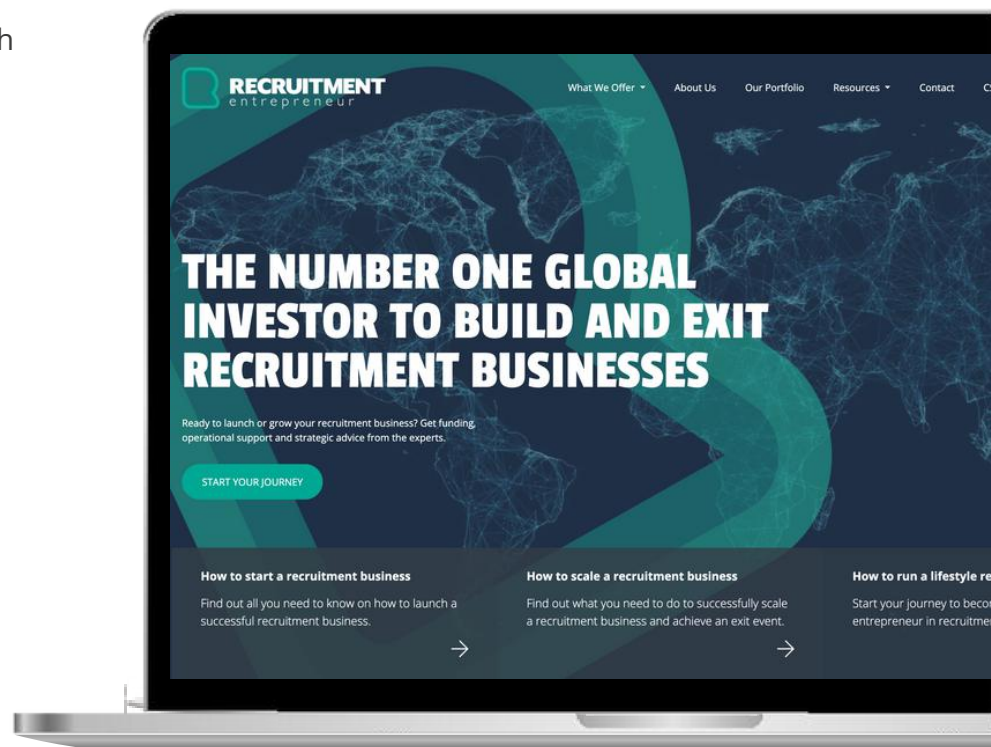 h
RECRUITMENT
entrepreneur
What We Offer
About Us
Our Portfolio
Resources
Contact
THE NUMBER ONE GLOBAL
INVESTOR TO BUILD AND EXIT
RECRUITMENT BUSINESSES
Ready to launch or grow your recruitment business? Get funding,
operational support and strategic advice from the experts.
START YOUR JOURNEY
How to start a recruitment business
Find out all you need to know on how to launch a
successful recruitment business.
How to scale a recruitment business
Find out what you need to do to successfully scale
a recruitment business and achieve an exit event.
How to run a lifestyle re
Start your journey to
entrepreneur in